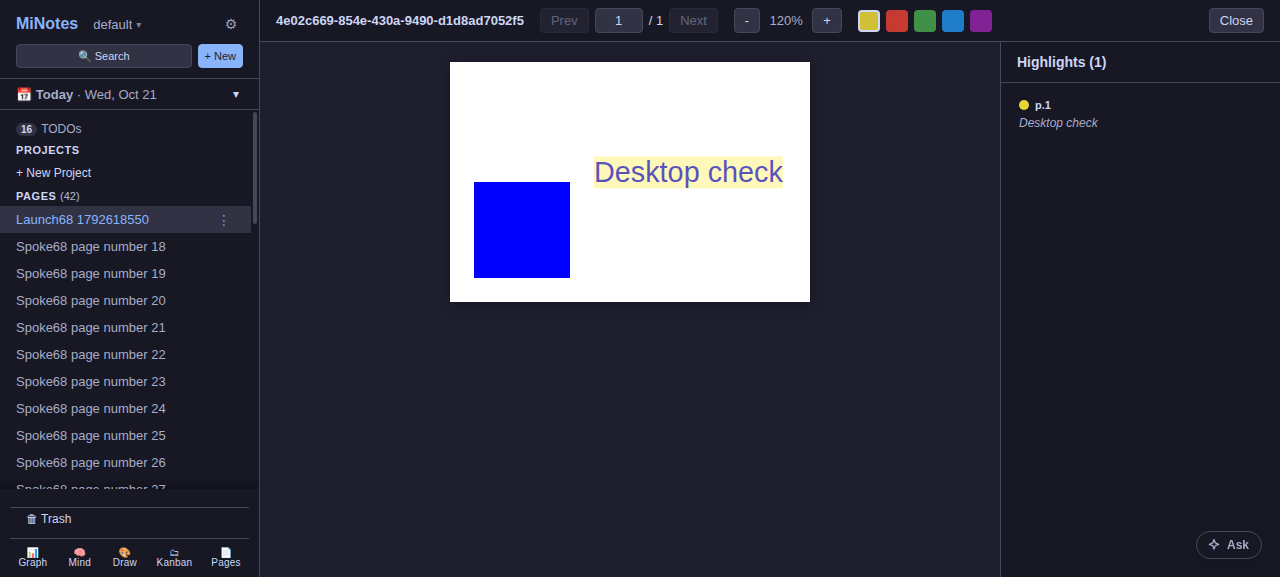 MiNotes default ▾ ⚙
🔍 Search + New
📅 Today · Wed, Oct 21 ▾
16 TODOs
PROJECTS
+ New Project
PAGES (42)
Launch68 1792618550 ⋮
Spoke68 page number 18
Spoke68 page number 19
Spoke68 page number 20
Spoke68 page number 21
Spoke68 page number 22
Spoke68 page number 23
Spoke68 page number 24
Spoke68 page number 25
Spoke68 page number 26
Spoke68 page number 27
🗑 Trash
Graph Mind Draw Kanban Pages
4e02c669-854e-430a-9490-d1d8ad7052f5 Prev 1 / 1 Next - 120% + Close
Desktop check
Highlights (1)
p.1
Desktop check
Ask